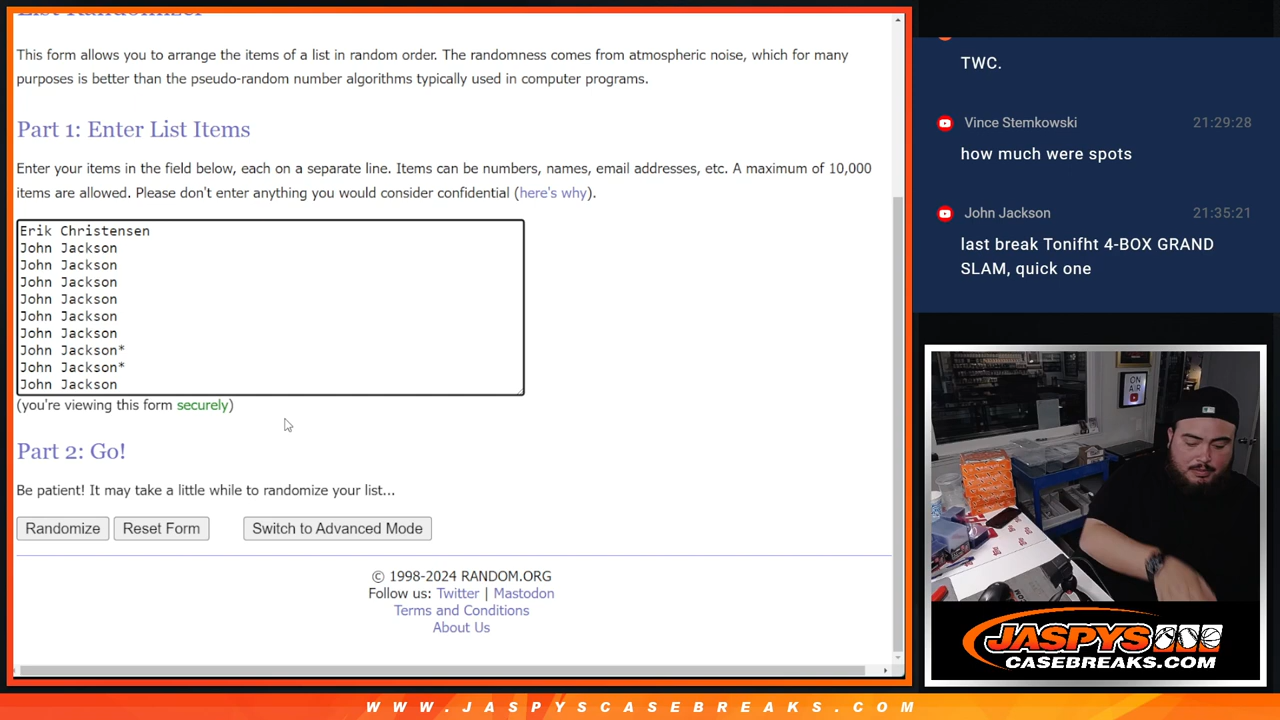 List Randomizer
This form allows you to arrange the items of a list in random order. The randomness comes from atmospheric noise, which for many
purposes is better than the pseudo-random number algorithms typically used in computer programs.
Part 1: Enter List Items
Enter your items in the field below, each on a separate line. Items can be numbers, names, email addresses, etc. A maximum of 10,000
items are allowed. Please don't enter anything you would consider confidential (here's why).
Erik Christensen
John Jackson
John Jackson
John Jackson
John Jackson
John Jackson
John Jackson
John Jackson*
John Jackson*
John Jackson
(you're viewing this form securely)
Part 2: Go!
Be patient! It may take a little while to randomize your list...
Randomize Reset Form Switch to Advanced Mode
© 1998-2024 RANDOM.ORG
Follow us: Twitter | Mastodon
Terms and Conditions
About Us
TWC.
Vince Stemkowski 21:29:28
how much were spots
John Jackson 21:35:21
last break Tonifht 4-BOX GRAND
SLAM, quick one
ON
AIR
JASPYS
CASEBREAKS.COM
WWW.JASPYSCASEBREAKS.COM